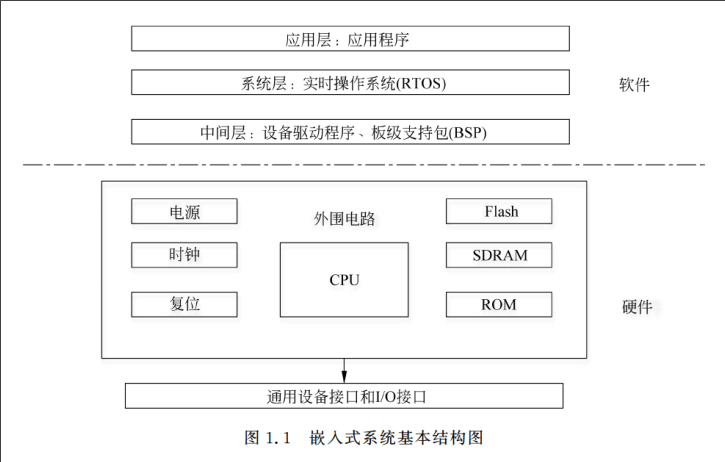 应用层：应用程序
系统层：实时操作系统(RTOS)
软件
中间层：设备驱动程序、板级支持包(BSP)
电源
外围电路
Flash
时钟
CPU
SDRAM
复位
ROM
硬件
通用设备接口和I/O接口
图 1.1 嵌入式系统基本结构图